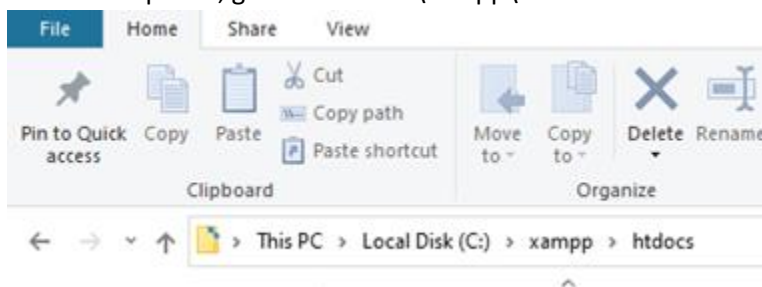 File Home Share View
Cut
Copy path
Paste shortcut
Pin to Quick access
Copy
Paste
Move to
Copy to
Delete
Rename
Clipboard
Organize
This PC > Local Disk (C:) > xampp > htdocs